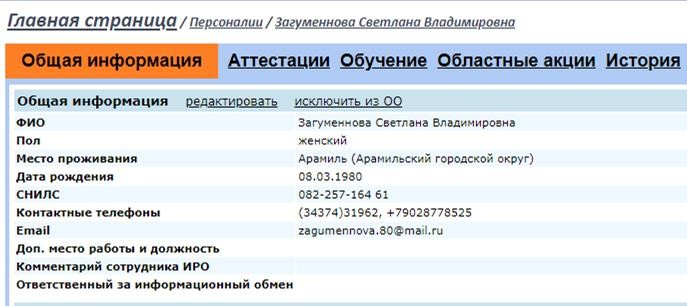 Главная страница / Персоналии / Загуменнова Светлана Владимировна
Общая информация Аттестации Обучение Областные акции История
Общая информация редактировать исключить из ОО
ФИО Загуменнова Светлана Владимировна
Пол женский
Место проживания Арамиль (Арамильский городской округ)
Дата рождения 08.03.1980
СНИЛС 082-257-164 61
Контактные телефоны (34374)31962, +79028778525
Email zagumennova.80@mail.ru
Доп. место работы и должность
Комментарий сотрудника ИРО
Ответственный за информационный обмен